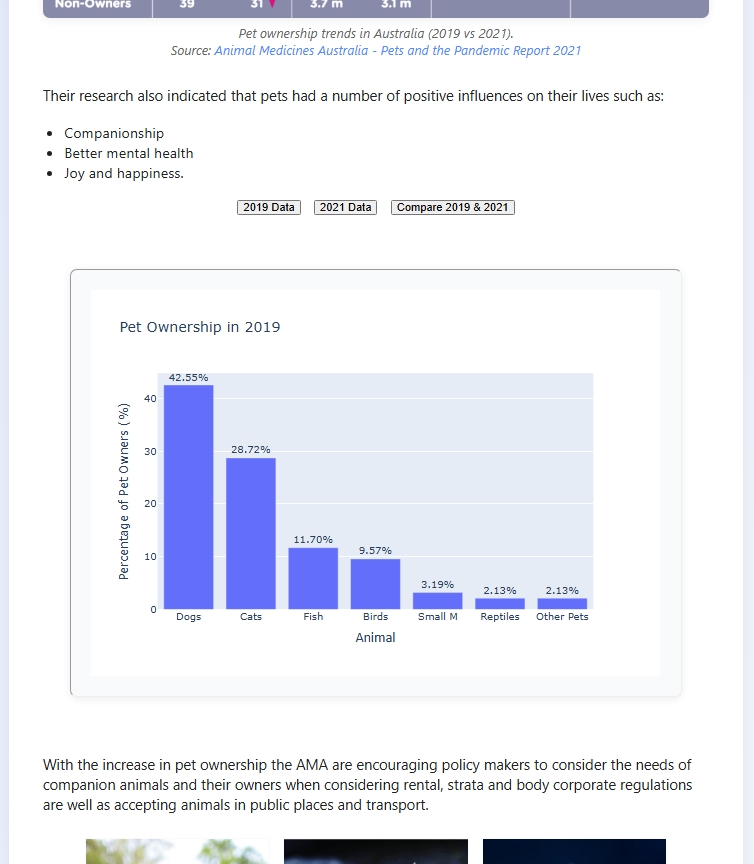 Non-Owners 39 31 3.7 m 3.1 m
Pet ownership trends in Australia (2019 vs 2021).
Source: Animal Medicines Australia - Pets and the Pandemic Report 2021
Their research also indicated that pets had a number of positive influences on their lives such as:
Companionship
Better mental health
Joy and happiness.
2019 Data 2021 Data Compare 2019 & 2021
Pet Ownership in 2019
Percentage of Pet Owners (%)
40
30
20
10
0
42.55%
28.72%
11.70%
9.57%
3.19%
2.13%
2.13%
Dogs Cats Fish Birds Small M Reptiles Other Pets
Animal
With the increase in pet ownership the AMA are encouraging policy makers to consider the needs of
companion animals and their owners when considering rental, strata and body corporate regulations
are well as accepting animals in public places and transport.